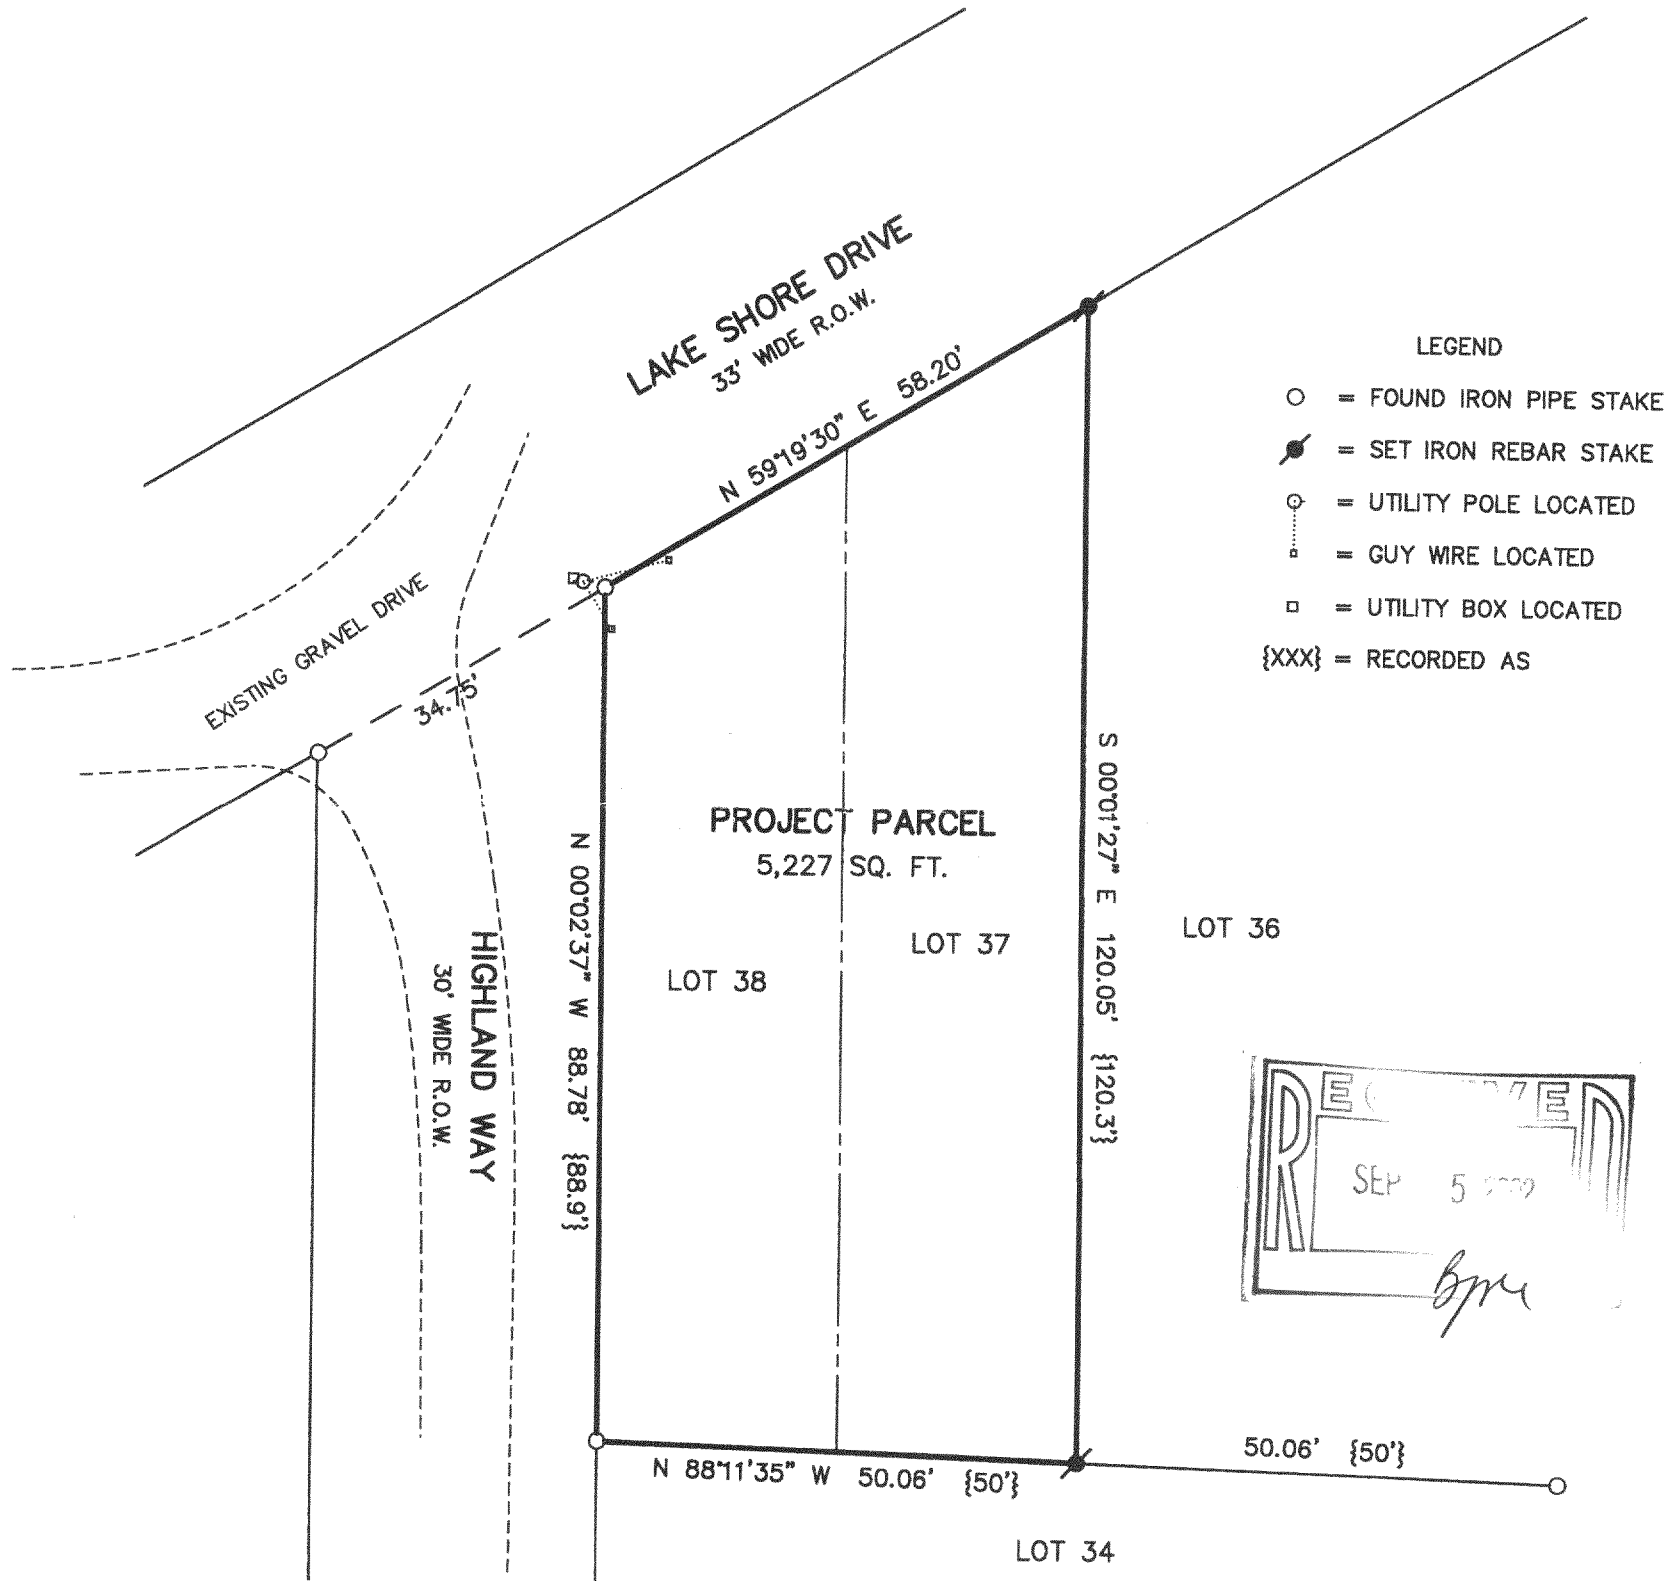 LAKE SHORE DRIVE
33' WIDE R.O.W.
N 59°19'30" E 58.20'
LEGEND
= FOUND IRON PIPE STAKE
= SET IRON REBAR STAKE
= UTILITY POLE LOCATED
= GUY WIRE LOCATED
= UTILITY BOX LOCATED
{XXX} = RECORDED AS
EXISTING GRAVEL DRIVE
34.75'
PROJECT PARCEL
5,227 SQ. FT.
N 00°02'37" W 88.78' {88.9'}
S 00°01'27" E 120.05' {120.3'}
LOT 38
LOT 37
LOT 36
HIGHLAND WAY
30' WIDE R.O.W.
SEP 5
N 88°11'35" W 50.06' {50'}
50.06' {50'}
LOT 34